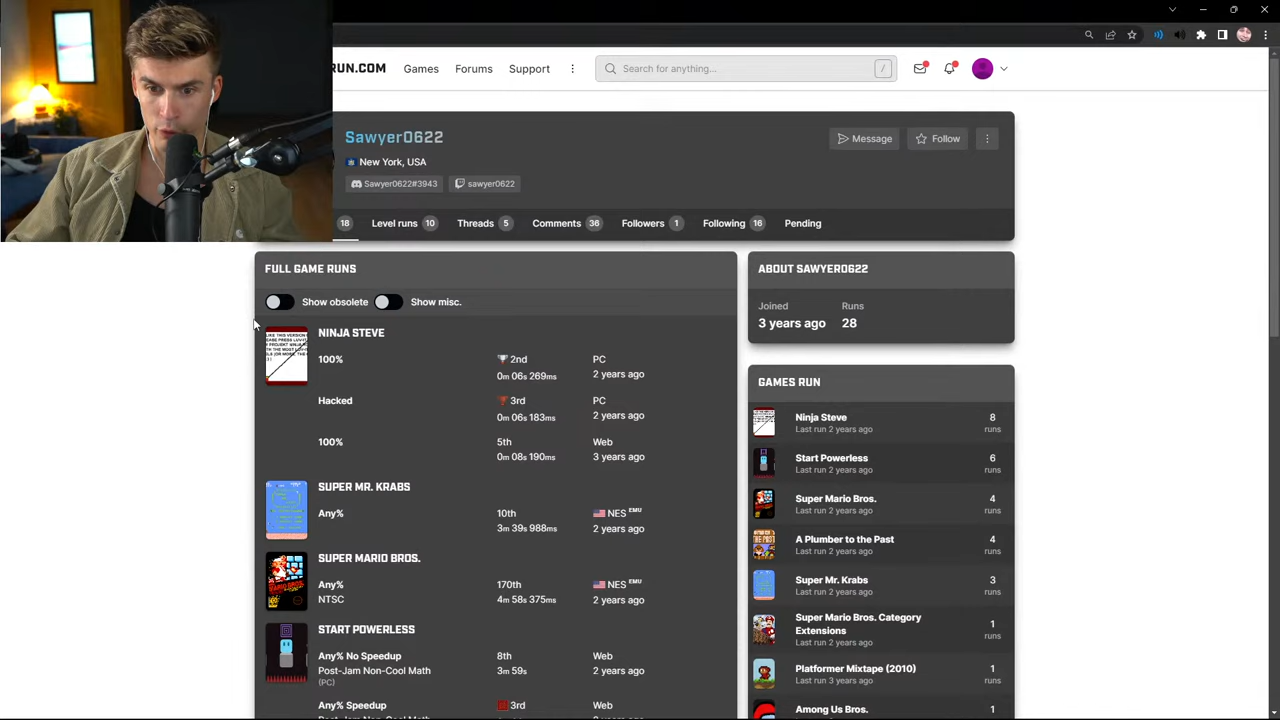 RUN.COM Games Forums Support Search for anything... /
Sawyer0622
Message Follow
New York, USA
Sawyer0622#3943 sawyer0622
18 Level runs 10 Threads 5 Comments 36 Followers 1 Following 16 Pending
FULL GAME RUNS
Show obsolete Show misc.
NINJA STEVE
100% 2nd PC
0m 06s 269ms 2 years ago
Hacked 3rd PC
0m 06s 183ms 2 years ago
100% 5th Web
0m 08s 190ms 3 years ago
SUPER MR. KRABS
Any% 10th NES EMU
3m 39s 988ms 2 years ago
SUPER MARIO BROS.
Any% 170th NES EMU
NTSC 4m 58s 375ms 2 years ago
START POWERLESS
Any% No Speedup 8th Web
Post-Jam Non-Cool Math 3m 59s 2 years ago
(PC)
Any% Speedup 3rd Web
ABOUT SAWYER0622
Joined Runs
3 years ago 28
GAMES RUN
Ninja Steve 8
Last run 2 years ago runs
Start Powerless 6
Last run 2 years ago runs
Super Mario Bros. 4
Last run 2 years ago runs
A Plumber to the Past 4
Last run 2 years ago runs
Super Mr. Krabs 3
Last run 2 years ago runs
Super Mario Bros. Category 1
Extensions runs
Last run 2 years ago
Platformer Mixtape (2010) 1
Last run 3 years ago runs
Among Us Bros. 1